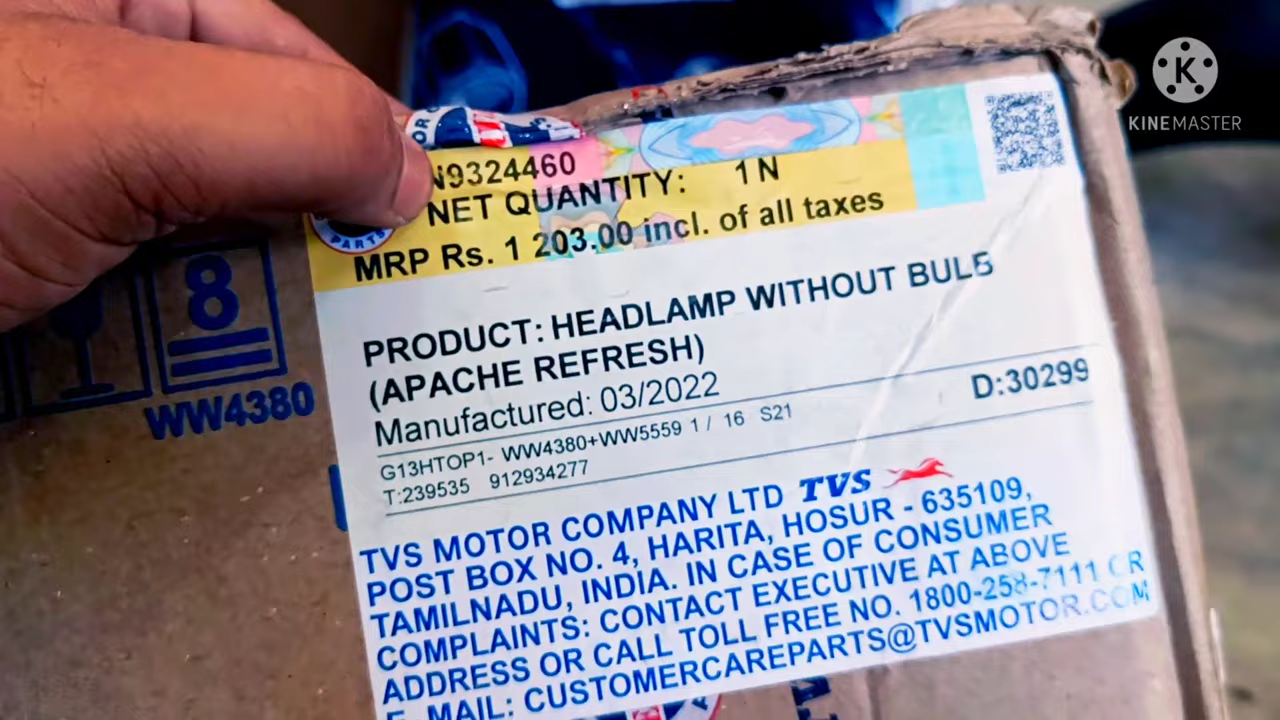 KINEMASTER
N9324460
NET QUANTITY: 1 N
MRP Rs. 1 203.00 incl. of all taxes
PARTS
PRODUCT: HEADLAMP WITHOUT BULB
(APACHE REFRESH)
Manufactured: 03/2022
D:30299
G13HTOP1- WW4380+WW5559 1 / 16 S21
T:239535 912934277
TVS MOTOR COMPANY LTD TVS
POST BOX NO. 4, HARITA, HOSUR - 635109,
TAMILNADU, INDIA. IN CASE OF CONSUMER
COMPLAINTS: CONTACT EXECUTIVE AT ABOVE
ADDRESS OR CALL TOLL FREE NO. 1800-258-7111 OR
E-MAIL: CUSTOMERCAREPARTS@TVSMOTOR.COM
8
WW4380